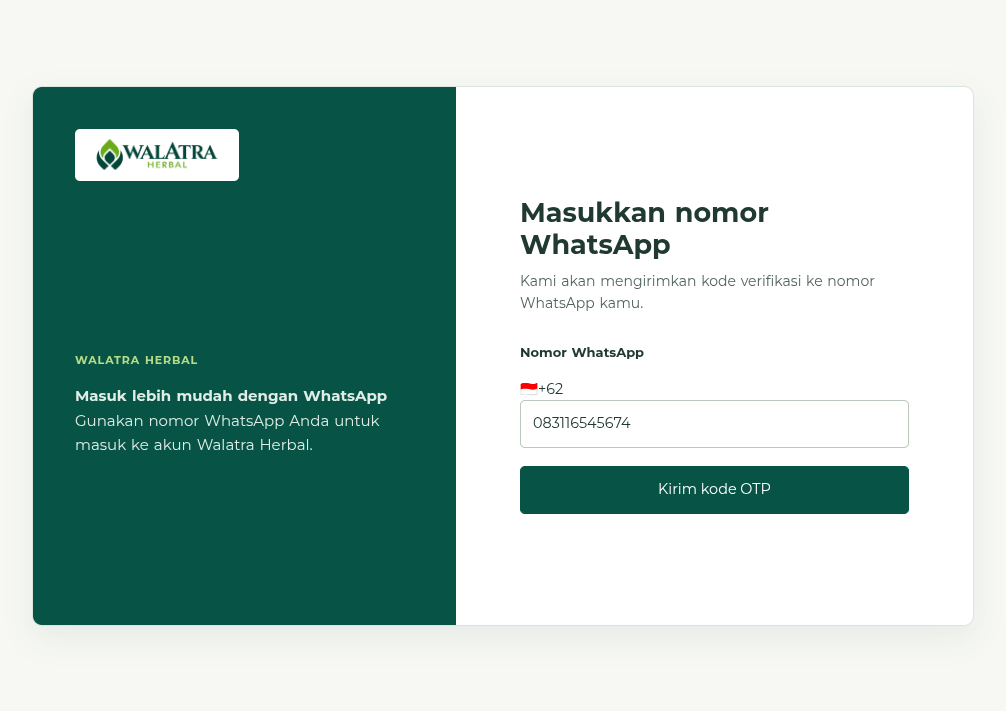 WALATRA
HERBAL
WALATRA HERBAL
Masuk lebih mudah dengan WhatsApp
Gunakan nomor WhatsApp Anda untuk
masuk ke akun Walatra Herbal.
Masukkan nomor
WhatsApp
Kami akan mengirimkan kode verifikasi ke nomor
WhatsApp kamu.
Nomor WhatsApp
+62
083116545674
Kirim kode OTP